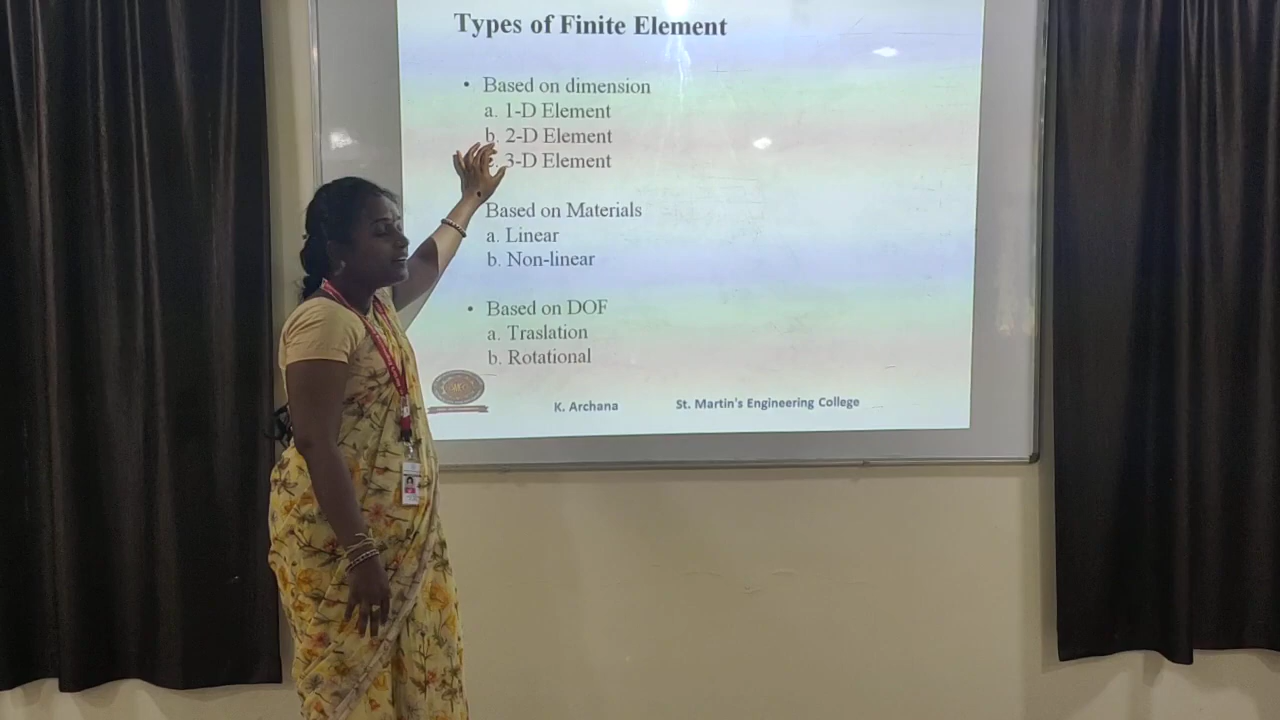 Types of Finite Element
• Based on dimension
a. 1-D Element
b. 2-D Element
3-D Element
Based on Materials
a. Linear
b. Non-linear
• Based on DOF
a. Traslation
b. Rotational
K. Archana
St. Martin's Engineering College